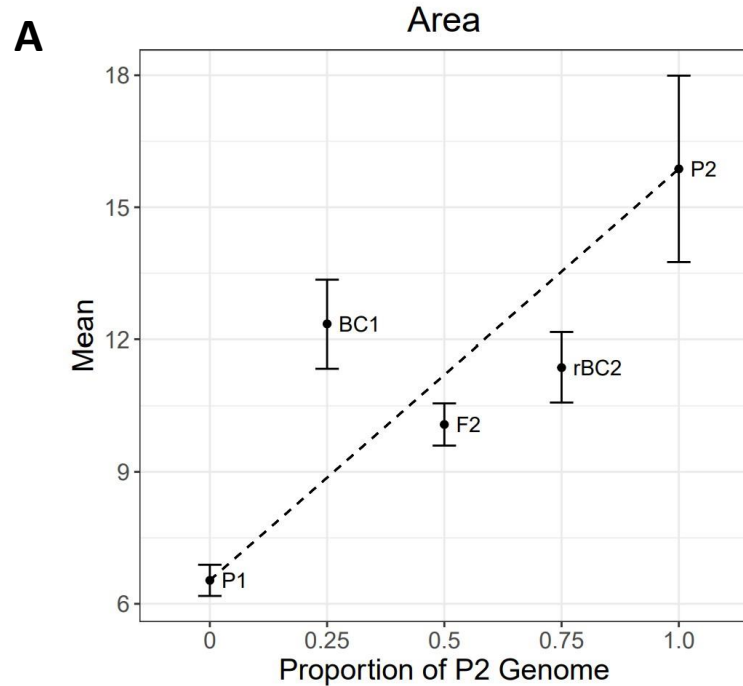 A
Area
18
15
12
9
6
Mean
P2
BC1
rBC2
F2
P1
0 0.25 0.5 0.75 1.0
Proportion of P2 Genome